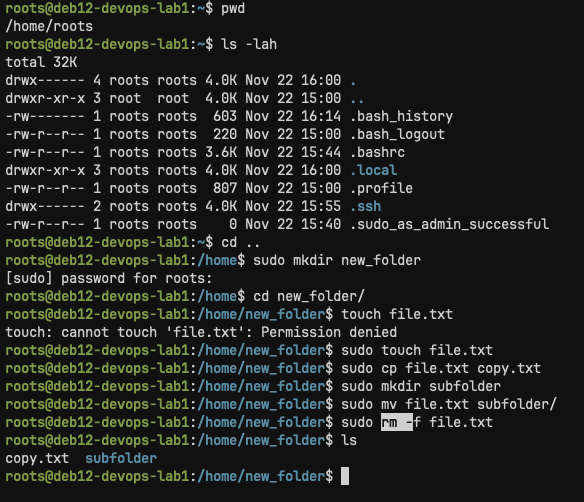 roots@deb12-devops-lab1:~$ pwd
/home/roots
roots@deb12-devops-lab1:~$ ls -lah
total 32K
drwx------ 4 roots roots 4.0K Nov 22 16:00 .
drwxr-xr-x 3 root  root  4.0K Nov 22 15:00 ..
-rw------- 1 roots roots  603 Nov 22 16:14 .bash_history
-rw-r--r-- 1 roots roots  220 Nov 22 15:00 .bash_logout
-rw-r--r-- 1 roots roots 3.6K Nov 22 15:44 .bashrc
drwxr-xr-x 3 roots roots 4.0K Nov 22 16:00 .local
-rw-r--r-- 1 roots roots  807 Nov 22 15:00 .profile
drwx------ 2 roots roots 4.0K Nov 22 15:55 .ssh
-rw-r--r-- 1 roots roots    0 Nov 22 15:40 .sudo_as_admin_successful
roots@deb12-devops-lab1:~$ cd ..
roots@deb12-devops-lab1:/home$ sudo mkdir new_folder
[sudo] password for roots:
roots@deb12-devops-lab1:/home$ cd new_folder/
roots@deb12-devops-lab1:/home/new_folder$ touch file.txt
touch: cannot touch 'file.txt': Permission denied
roots@deb12-devops-lab1:/home/new_folder$ sudo touch file.txt
roots@deb12-devops-lab1:/home/new_folder$ sudo cp file.txt copy.txt
roots@deb12-devops-lab1:/home/new_folder$ sudo mkdir subfolder
roots@deb12-devops-lab1:/home/new_folder$ sudo mv file.txt subfolder/
roots@deb12-devops-lab1:/home/new_folder$ sudo rm -f file.txt
roots@deb12-devops-lab1:/home/new_folder$ ls
copy.txt  subfolder
roots@deb12-devops-lab1:/home/new_folder$